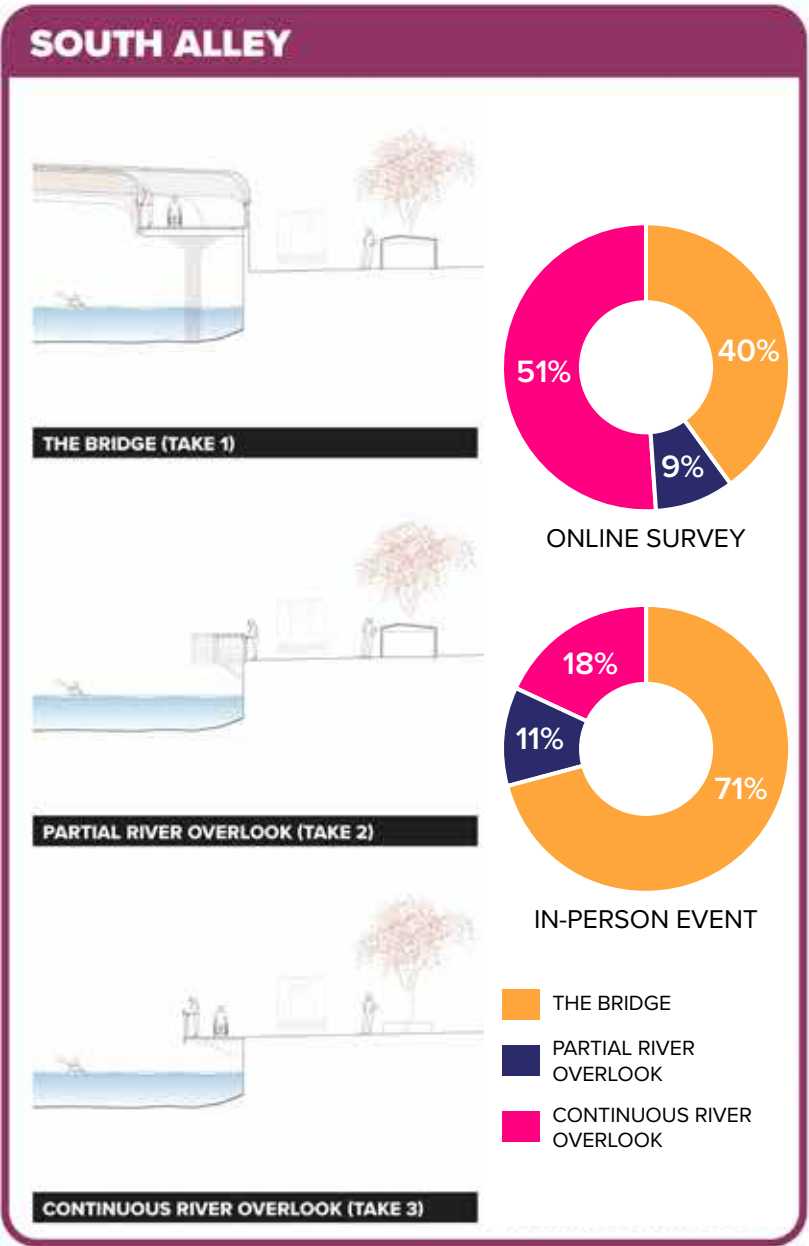 SOUTH ALLEY
THE BRIDGE (TAKE 1)
PARTIAL RIVER OVERLOOK (TAKE 2)
CONTINUOUS RIVER OVERLOOK (TAKE 3)
51%
40%
9%
ONLINE SURVEY
18%
11%
71%
IN-PERSON EVENT
THE BRIDGE
PARTIAL RIVER
OVERLOOK
CONTINUOUS RIVER
OVERLOOK